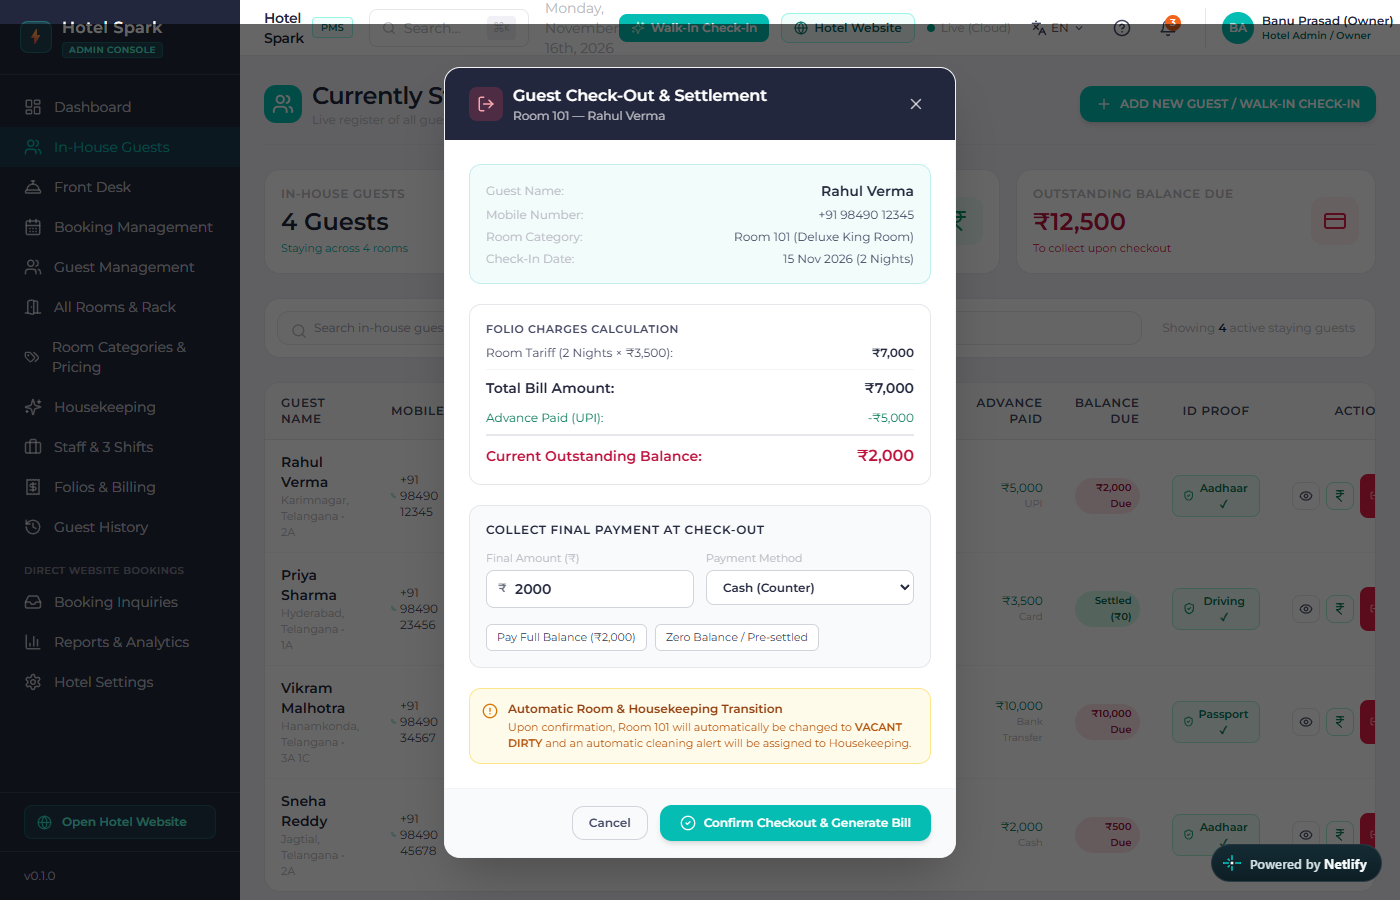 Hotel Spark
ADMIN CONSOLE
Dashboard
In-House Guests
Front Desk
Booking Management
Guest Management
All Rooms & Rack
Room Categories &
Pricing
Housekeeping
Staff & 3 Shifts
Folios & Billing
Guest History
DIRECT WEBSITE BOOKINGS
Booking Inquiries
Reports & Analytics
Hotel Settings
Open Hotel Website
v0.1.0
Hotel
Spark
PMS
Search...
⌘K
Monday,
November
16th, 2026
Walk-In Check-In
Hotel Website
Live (Cloud)
EN
3
BA
Banu Prasad (Owner)
Hotel Admin / Owner
Currently S
Live register of all gue
ADD NEW GUEST / WALK-IN CHECK-IN
IN-HOUSE GUESTS
4 Guests
Staying across 4 rooms
₹
OUTSTANDING BALANCE DUE
₹12,500
To collect upon checkout
Search in-house gues
Showing 4 active staying guests
GUEST
NAME
MOBILE
ADVANCE
PAID
BALANCE
DUE
ID PROOF
ACTIO
Rahul
Verma
Karimnagar,
Telangana -
2A
+91
98490
12345
₹5,000
UPI
₹2,000
Due
Aadhaar
✓
₹
Priya
Sharma
Hyderabad,
Telangana -
1A
+91
98490
23456
₹3,500
Card
Settled
(₹0)
Driving
✓
₹
Vikram
Malhotra
Hanamkonda,
Telangana -
3A 1C
+91
98490
34567
₹10,000
Bank
Transfer
₹10,000
Due
Passport
✓
₹
Sneha
Reddy
Jagtial,
Telangana -
2A
+91
98490
45678
₹2,000
Cash
₹500
Due
Aadhaar
✓
₹
Guest Check-Out & Settlement
Room 101 — Rahul Verma
Guest Name: Rahul Verma
Mobile Number: +91 98490 12345
Room Category: Room 101 (Deluxe King Room)
Check-In Date: 15 Nov 2026 (2 Nights)
FOLIO CHARGES CALCULATION
Room Tariff (2 Nights × ₹3,500): ₹7,000
Total Bill Amount: ₹7,000
Advance Paid (UPI): -₹5,000
Current Outstanding Balance: ₹2,000
COLLECT FINAL PAYMENT AT CHECK-OUT
Final Amount (₹)
Payment Method
₹ 2000
Cash (Counter)
Pay Full Balance (₹2,000)
Zero Balance / Pre-settled
Automatic Room & Housekeeping Transition
Upon confirmation, Room 101 will automatically be changed to VACANT
DIRTY and an automatic cleaning alert will be assigned to Housekeeping.
Cancel
Confirm Checkout & Generate Bill
Powered by Netlify